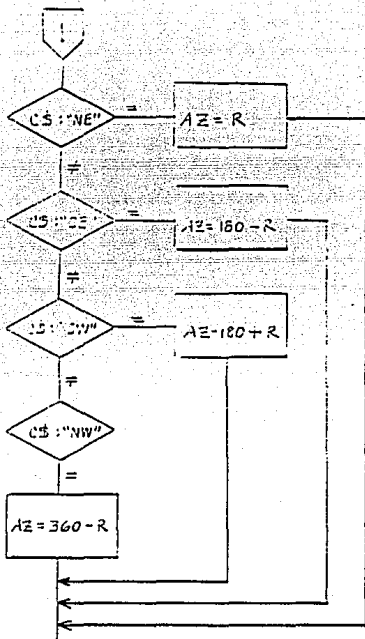 1
C$:"NE"
=
AZ=R
≠
C$:"SE"
=
AZ=180-R
≠
C$:"SW"
=
AZ=180+R
≠
C$:"NW"
=
AZ=360-R